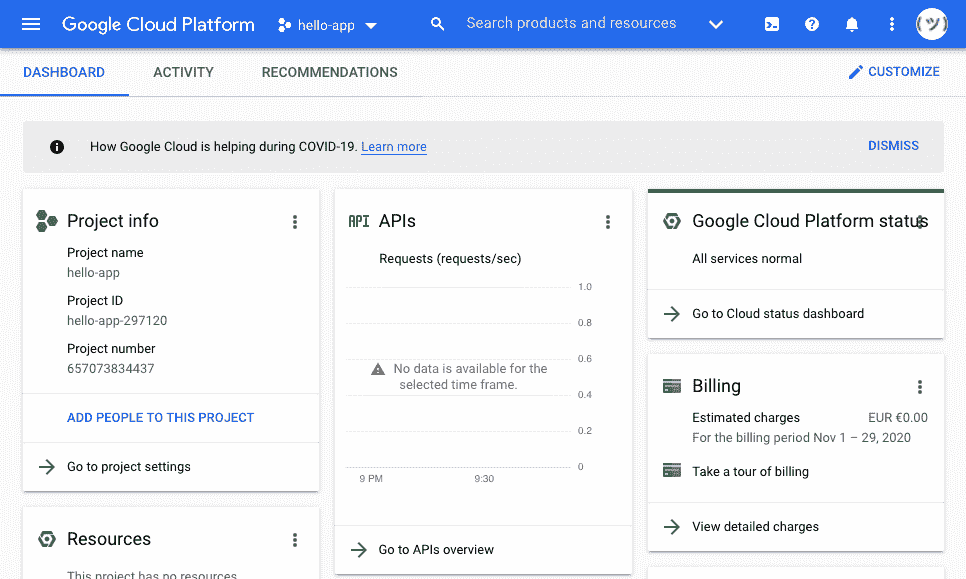 Google Cloud Platform
hello-app
Search products and resources
DASHBOARD
ACTIVITY
RECOMMENDATIONS
CUSTOMIZE
How Google Cloud is helping during COVID-19. Learn more
DISMISS
Project info
Project name
hello-app
Project ID
hello-app-297120
Project number
657073834437
ADD PEOPLE TO THIS PROJECT
Go to project settings
Resources
This project has no resources
API APIs
Requests (requests/sec)
1.0
0.8
0.6
0.4
0.2
0
No data is available for the
selected time frame.
9 PM
9:30
Go to APIs overview
Google Cloud Platform status
All services normal
Go to Cloud status dashboard
Billing
Estimated charges
EUR €0.00
For the billing period Nov 1 – 29, 2020
Take a tour of billing
View detailed charges